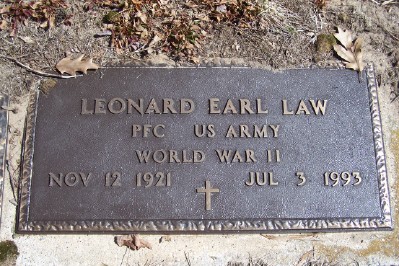 LEONARD EARL LAW
PFC US ARMY
WORLD WAR II
NOV 12 1921 JUL 3 1993